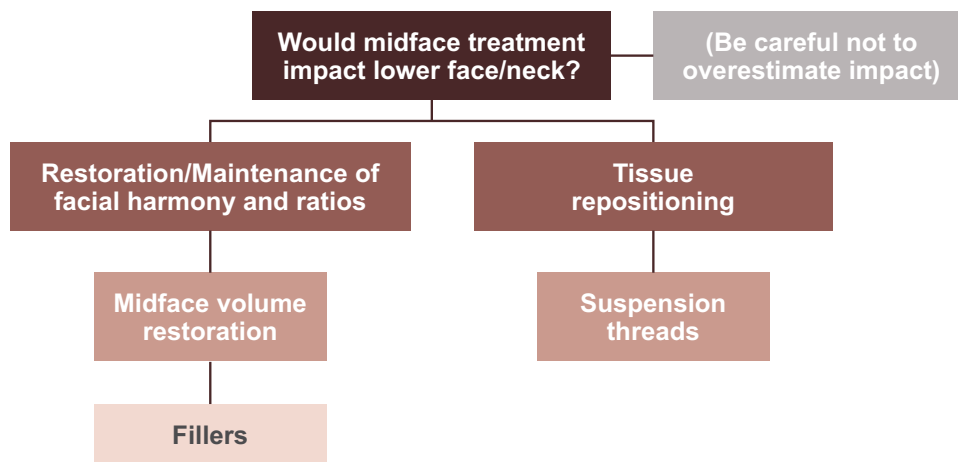 Would midface treatment
impact lower face/neck?
(Be careful not to
overestimate impact)
Restoration/Maintenance of
facial harmony and ratios
Tissue
repositioning
Midface volume
restoration
Suspension
threads
Fillers